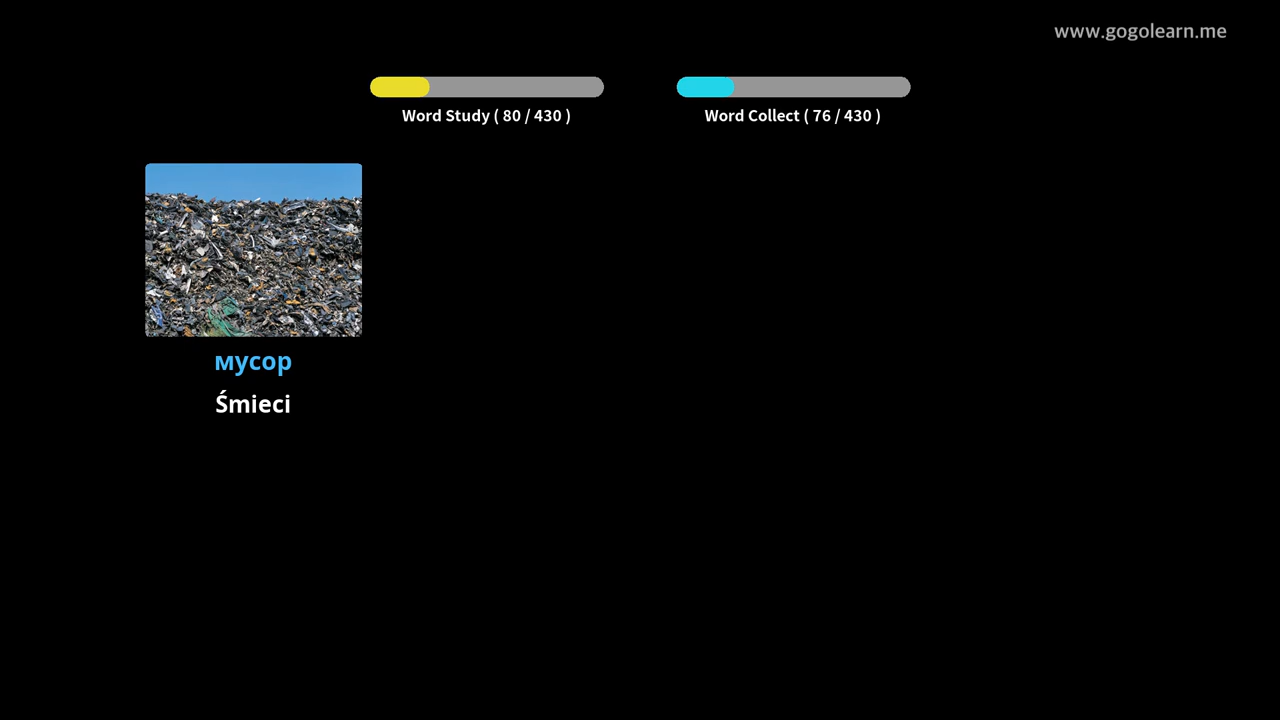 www.gogolearn.me
Word Study ( 80 / 430 )
Word Collect ( 76 / 430 )
мусор
Śmieci